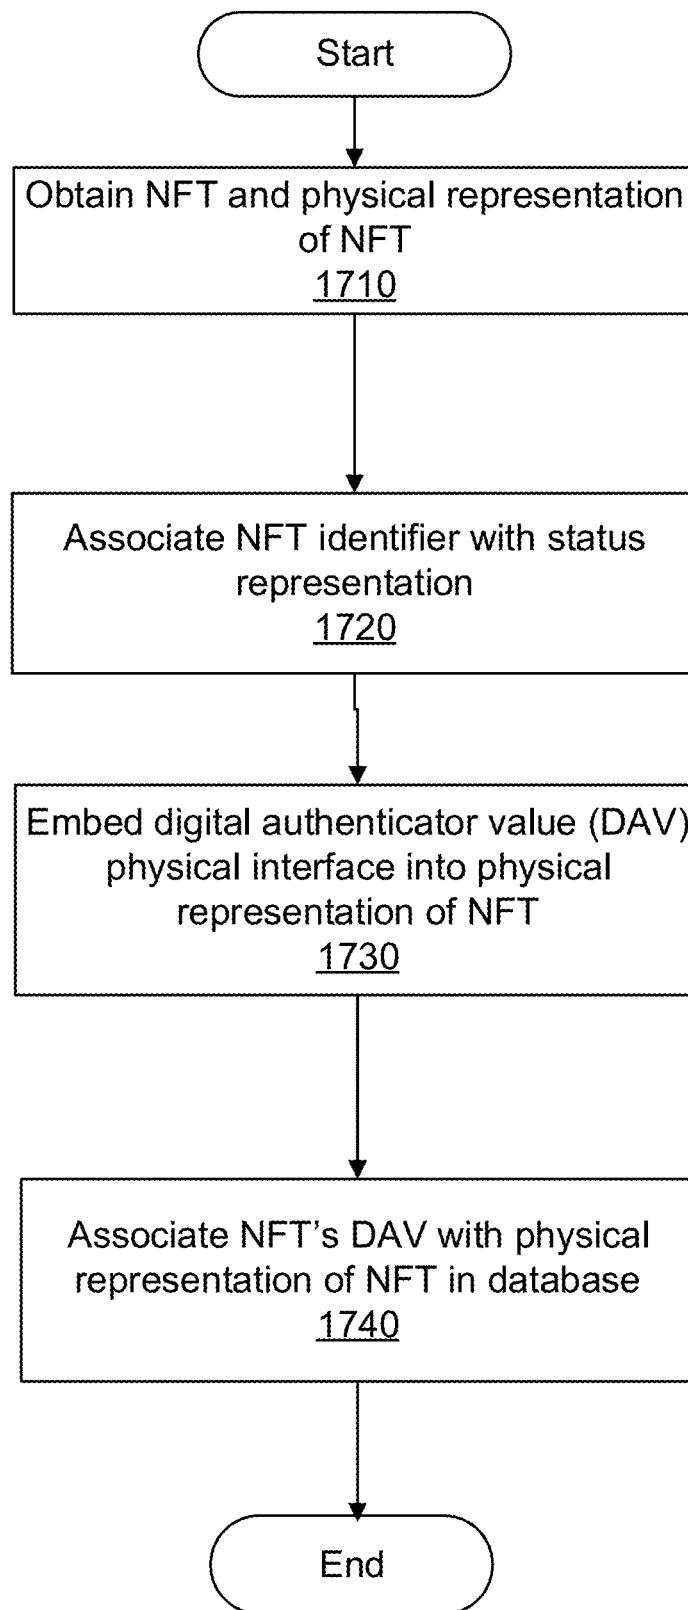 Start
Obtain NFT and physical representation
of NFT
1710
Associate NFT identifier with status
representation
1720
Embed digital authenticator value (DAV)
physical interface into physical
representation of NFT
1730
Associate NFT's DAV with physical
representation of NFT in database
1740
End